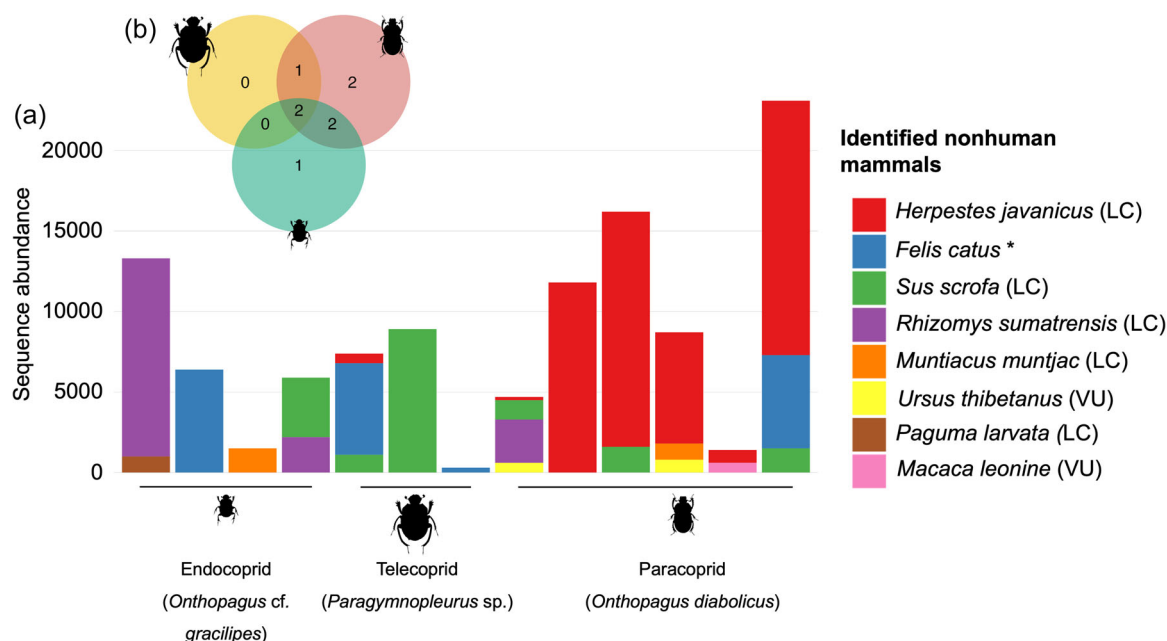 (b)
0
1
2
2
0
2
1
(a)
Sequence abundance
20000
15000
10000
5000
0
Identified nonhuman
mammals
Herpestes javanicus (LC)
Felis catus *
Sus scrofa (LC)
Rhizomys sumatrensis (LC)
Muntiacus muntjac (LC)
Ursus thibetanus (VU)
Paguma larvata (LC)
Macaca leonine (VU)
Endocoprid
(Onthopagus cf.
gracilipes)
Telecoprid
(Paragymnopleurus sp.)
Paracoprid
(Onthopagus diabolicus)